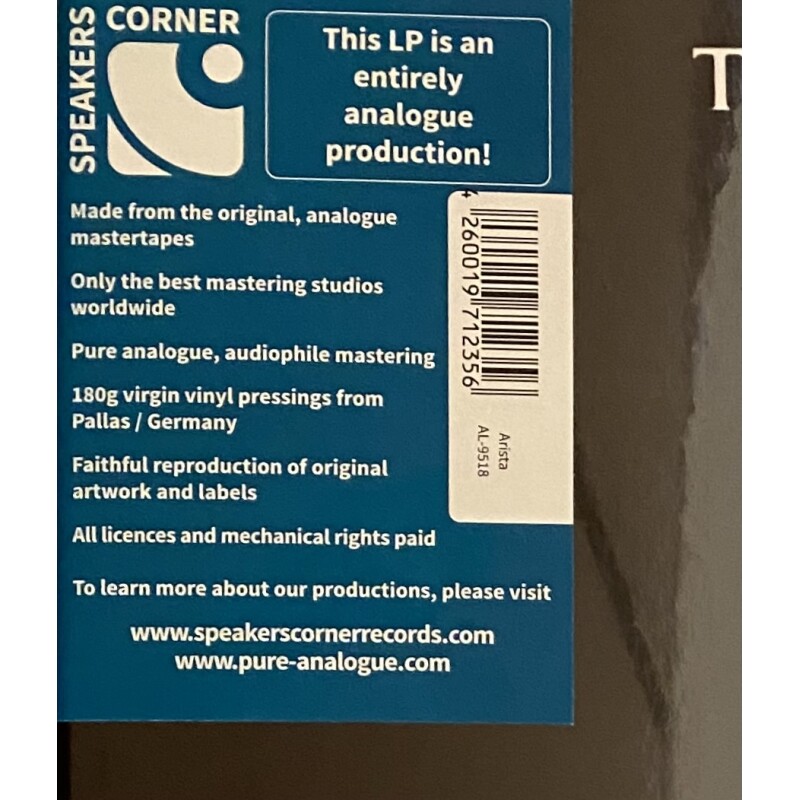 SPEAKERS
CORNER
This LP is an
entirely
analogue
production!
Made from the original, analogue
mastertapes
Only the best mastering studios
worldwide
Pure analogue, audiophile mastering
180g virgin vinyl pressings from
Pallas / Germany
Faithful reproduction of original
artwork and labels
All licences and mechanical rights paid
To learn more about our productions, please visit
www.speakerscornerrecords.com
www.pure-analogue.com
4 260019 712356
Arista
AL-9518
T